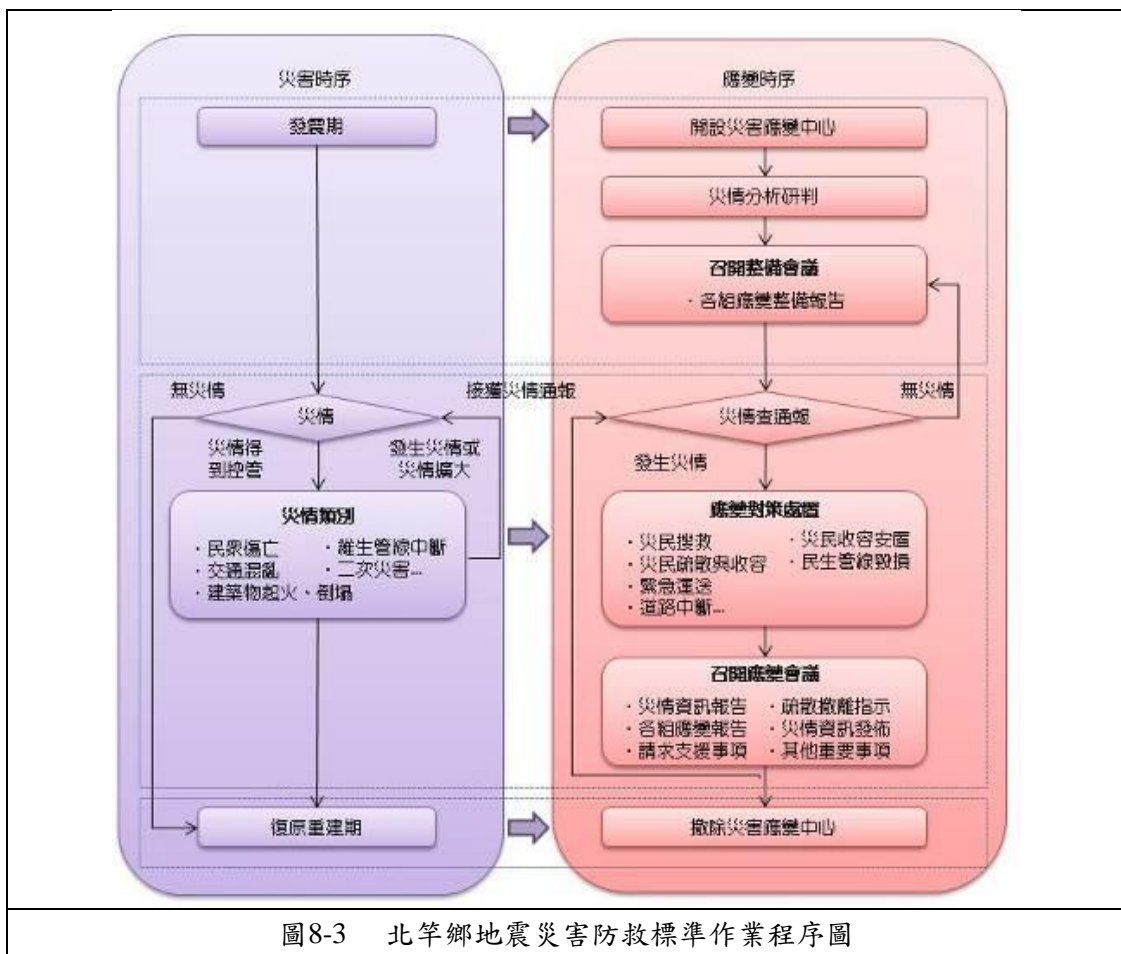 災害時序
發震期
無災情
接獲災情通報
災情
災情得
到控管
發生災情或
災情擴大
災情類別
・民眾傷亡 ・維生管線中斷
・交通混亂 ・二次災害...
・建築物起火、倒塌
復原重建期
應變時序
開設災害應變中心
災情分析研判
召開整備會議
・各組應變整備報告
無災情
災情查通報
發生災情
應變對策處置
・災民搜救 ・災民收容安置
・災民疏散與收容 ・民生管線毀損
・緊急運送
・道路中斷...
召開應變會議
・災情資訊報告 ・疏散撤離指示
・各組應變報告 ・災情資訊發佈
・請求支援事項 ・其他重要事項
撤除災害應變中心
圖8-3 北竿鄉地震災害防救標準作業程序圖